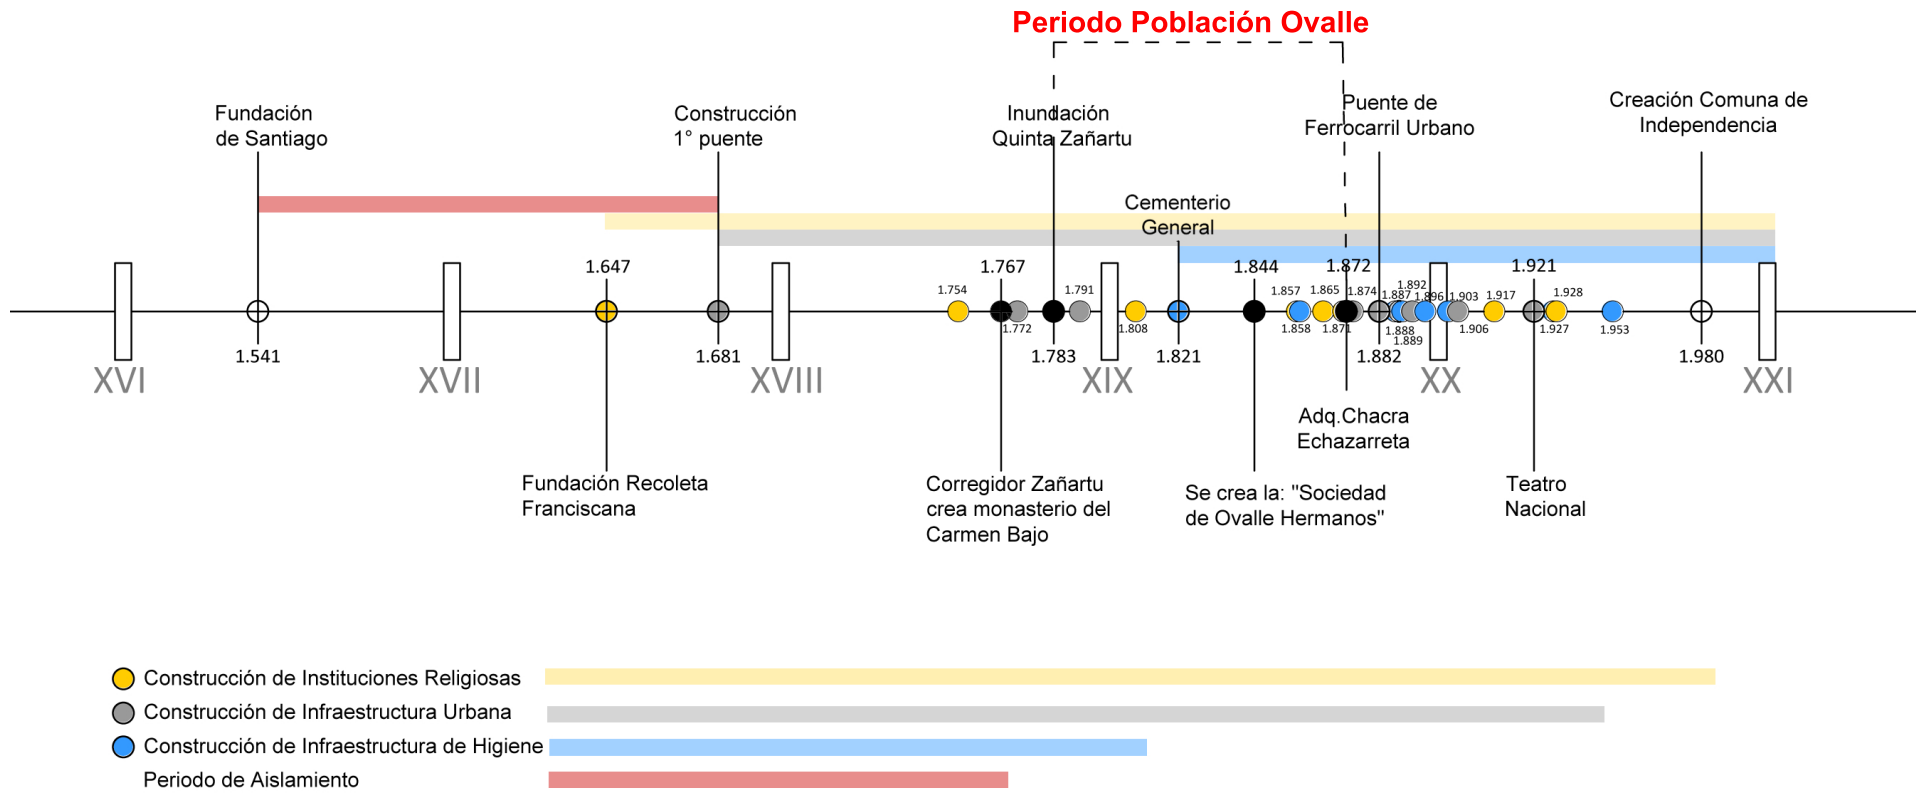 Periodo Población Ovalle
Fundación
de Santiago
Construcción
1° puente
Inundación
Quinta Zañartu
Puente de
Ferrocarril Urbano
Creación Comuna de
Independencia
Cementerio
General
1.647
1.767
1.844
1.872
1.921
1.754
1.791
1.857
1.865
1.874
1.892
1.887
1.896
1.903
1.917
1.928
1.772
1.808
1.858
1.871
1.888
1.889
1.906
1.927
1.953
1.541
1.681
1.783
1.821
1.882
1.980
XVI
XVII
XVIII
XIX
XX
XXI
Adq.Chacra
Echazarreta
Fundación Recoleta
Franciscana
Corregidor Zañartu
crea monasterio del
Carmen Bajo
Se crea la: "Sociedad
de Ovalle Hermanos"
Teatro
Nacional
Construcción de Instituciones Religiosas
Construcción de Infraestructura Urbana
Construcción de Infraestructura de Higiene
Periodo de Aislamiento